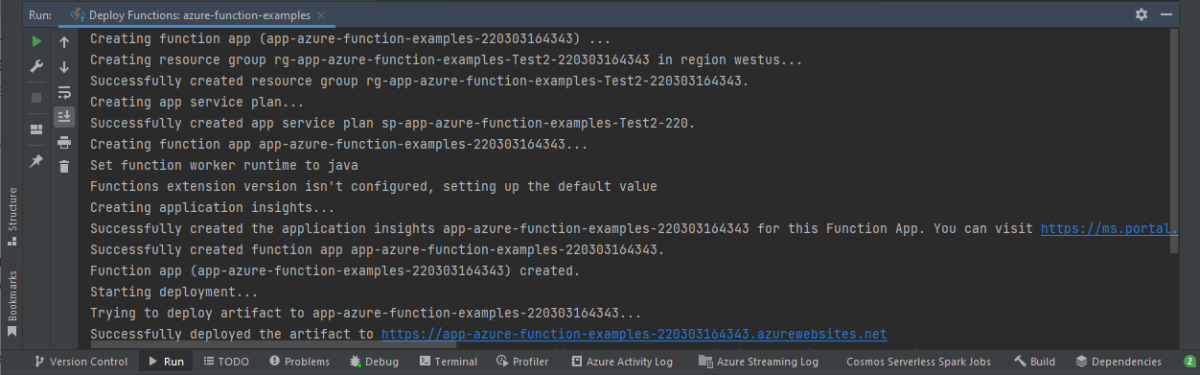 Run: Deploy Functions: azure-function-examples
Creating function app (app-azure-function-examples-220303164343) ...
Creating resource group rg-app-azure-function-examples-Test2-220303164343 in region westus...
Successfully created resource group rg-app-azure-function-examples-Test2-220303164343.
Creating app service plan...
Successfully created app service plan sp-app-azure-function-examples-Test2-220.
Creating function app app-azure-function-examples-220303164343...
Set function worker runtime to java
Functions extension version isn't configured, setting up the default value
Creating application insights...
Successfully created the application insights app-azure-function-examples-220303164343 for this Function App. You can visit https://ms.portal.
Successfully created function app app-azure-function-examples-220303164343.
Function app (app-azure-function-examples-220303164343) created.
Starting deployment...
Trying to deploy artifact to app-azure-function-examples-220303164343...
Successfully deployed the artifact to https://app-azure-function-examples-220303164343.azurewebsites.net
Structure
Bookmarks
Version Control Run TODO Problems Debug Terminal Profiler Azure Activity Log Azure Streaming Log Cosmos Serverless Spark Jobs Build Dependencies 2